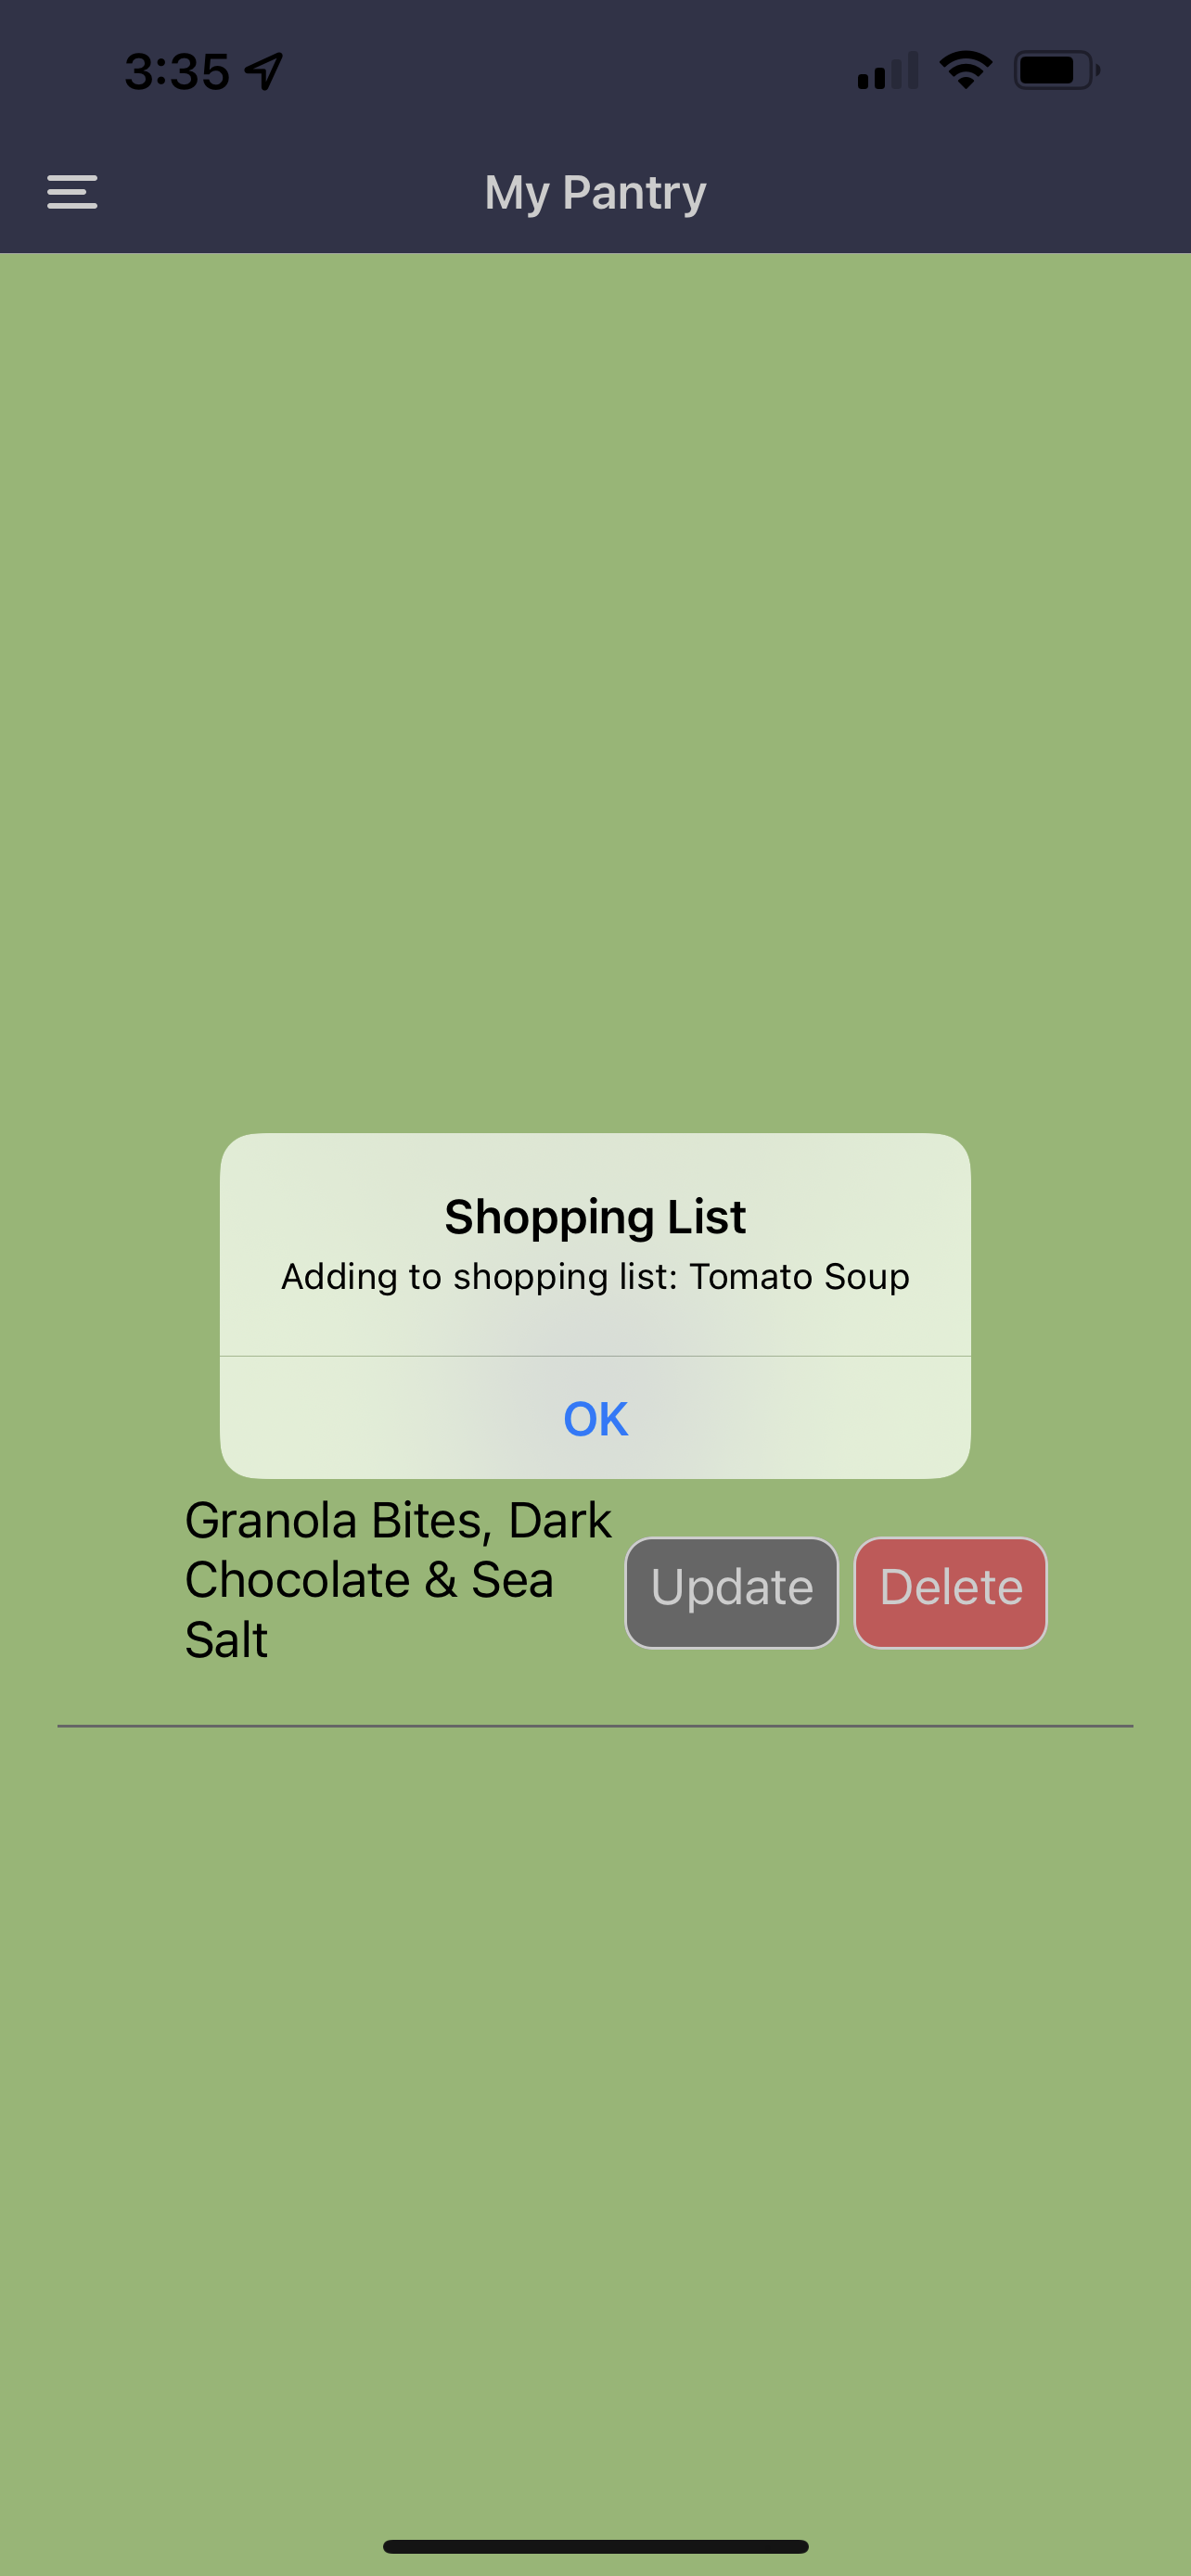 3:35
My Pantry
Shopping List
Adding to shopping list: Tomato Soup
OK
Granola Bites, Dark
Chocolate & Sea
Salt
Update
Delete